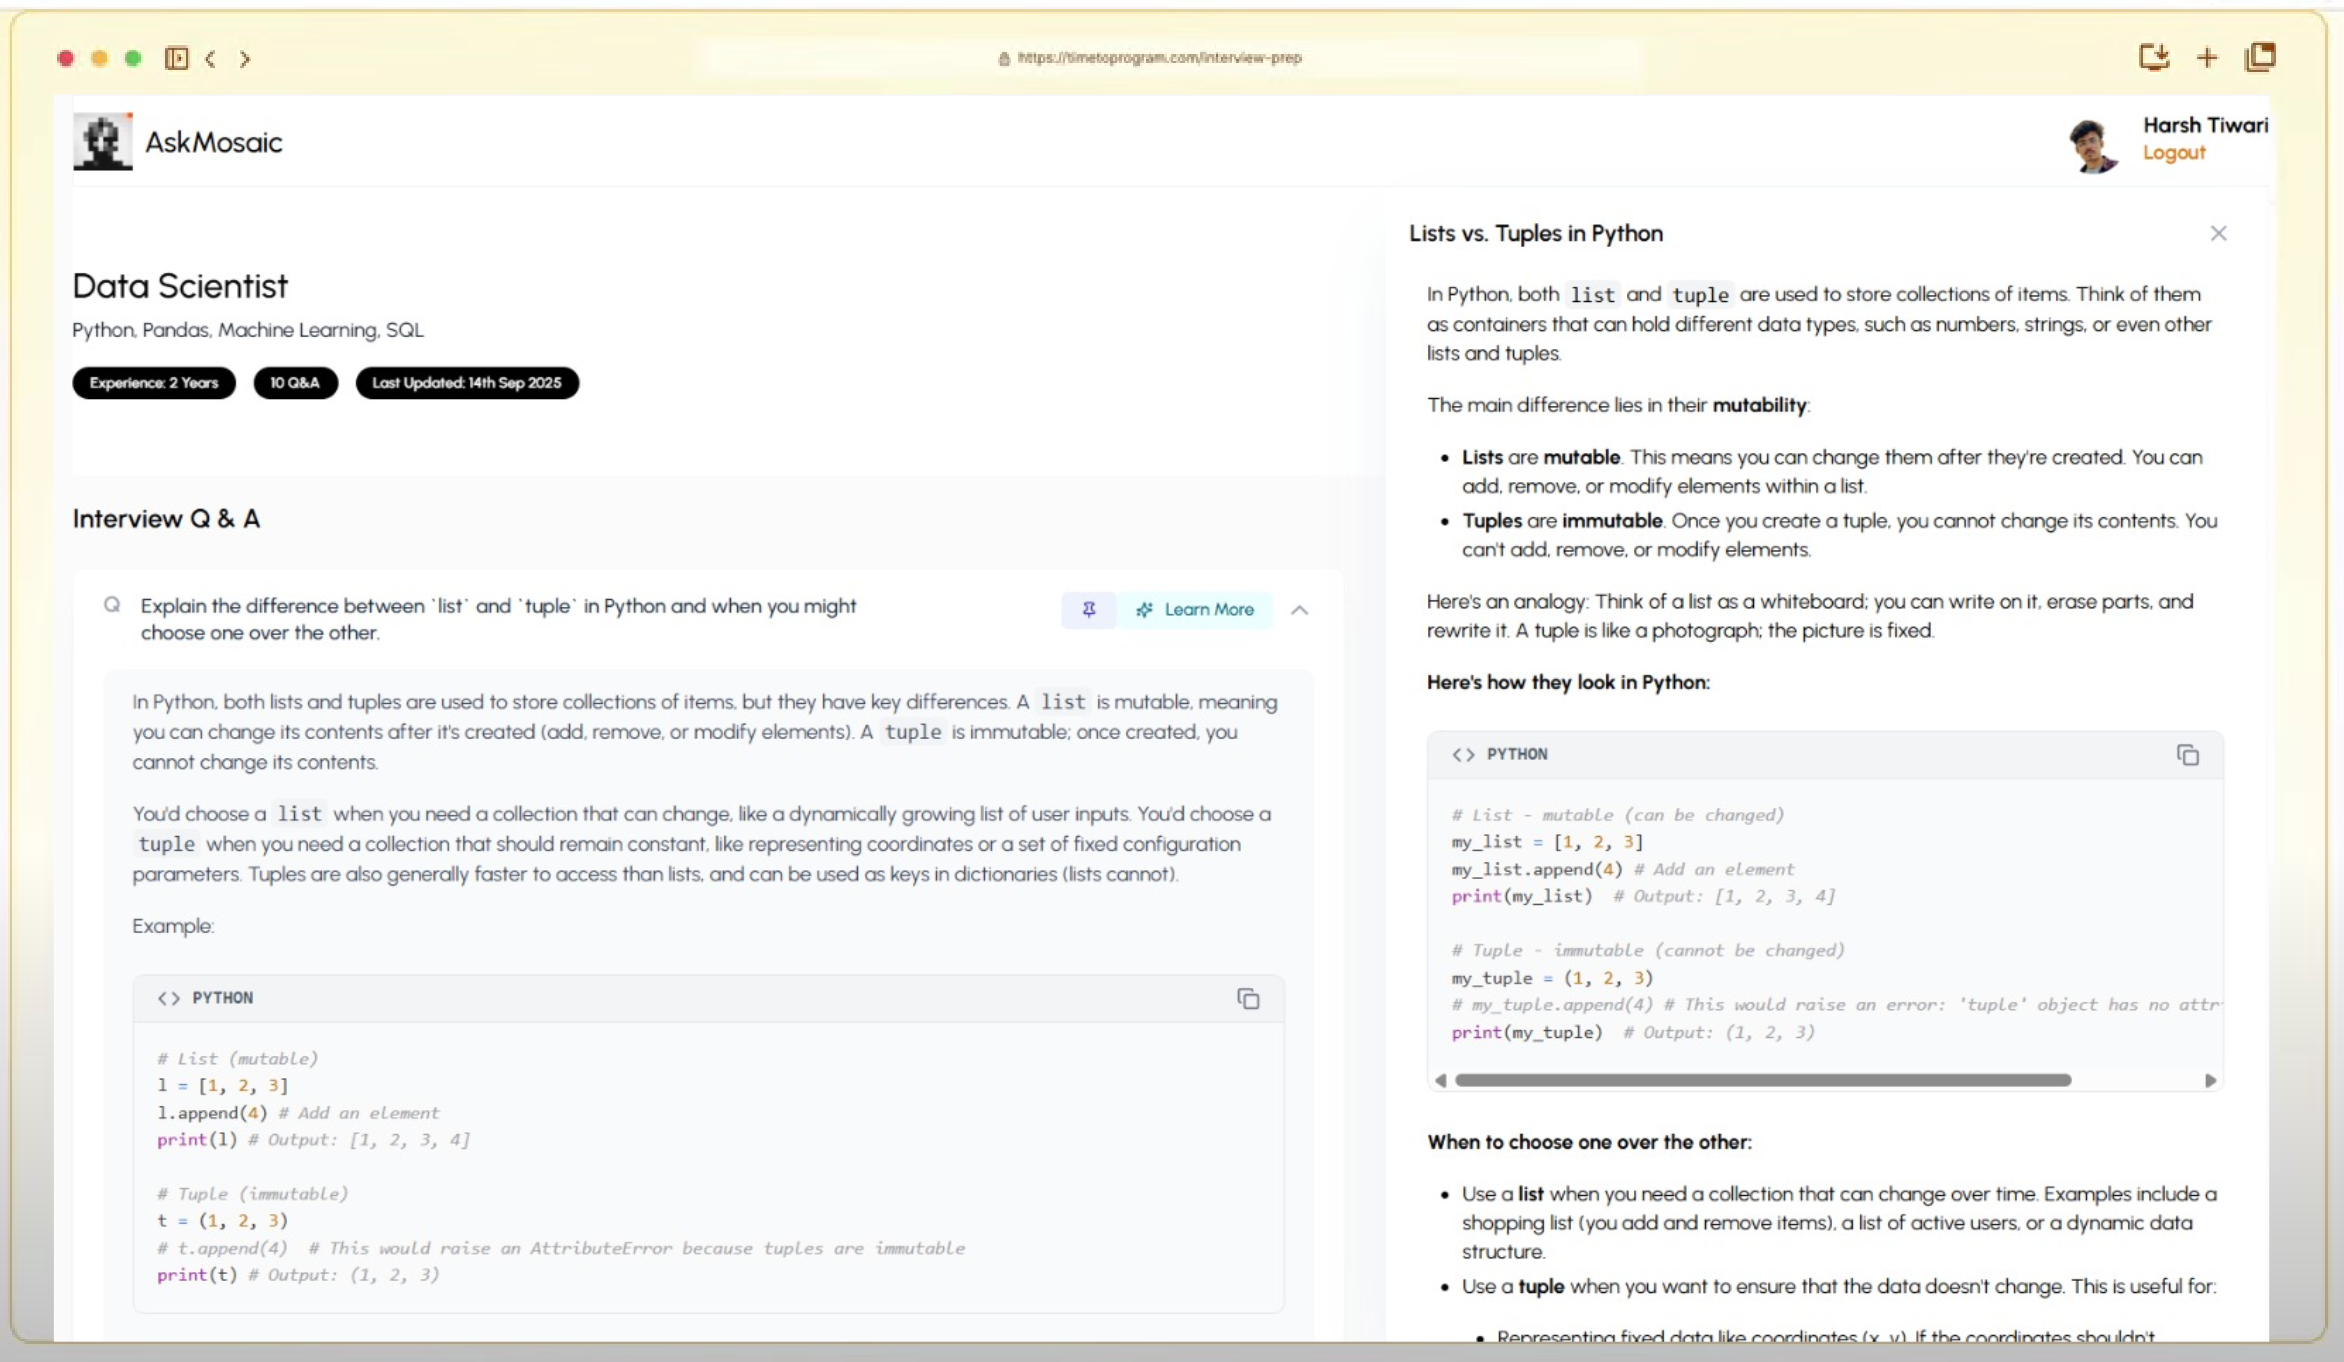 https://timetoprogram.com/interview-prep
AskMosaic
Harsh Tiwari
Logout
Data Scientist
Python, Pandas, Machine Learning, SQL
Experience: 2 Years
10 Q&A
Last Updated: 14th Sep 2025
Interview Q & A
Q
Explain the difference between `list` and `tuple` in Python and when you might
choose one over the other.
Learn More
In Python, both lists and tuples are used to store collections of items, but they have key differences. A list is mutable, meaning
you can change its contents after it's created (add, remove, or modify elements). A tuple is immutable; once created, you
cannot change its contents.
You'd choose a list when you need a collection that can change, like a dynamically growing list of user inputs. You'd choose a
tuple when you need a collection that should remain constant, like representing coordinates or a set of fixed configuration
parameters. Tuples are also generally faster to access than lists, and can be used as keys in dictionaries (lists cannot).
Example:
<> PYTHON
# List (mutable)
l = [1, 2, 3]
l.append(4) # Add an element
print(l) # Output: [1, 2, 3, 4]
# Tuple (immutable)
t = (1, 2, 3)
# t.append(4)  # This would raise an AttributeError because tuples are immutable
print(t) # Output: (1, 2, 3)
Lists vs. Tuples in Python
In Python, both list and tuple are used to store collections of items. Think of them
as containers that can hold different data types, such as numbers, strings, or even other
lists and tuples.
The main difference lies in their mutability:
• Lists are mutable. This means you can change them after they're created. You can
add, remove, or modify elements within a list.
• Tuples are immutable. Once you create a tuple, you cannot change its contents. You
can't add, remove, or modify elements.
Here's an analogy: Think of a list as a whiteboard; you can write on it, erase parts, and
rewrite it. A tuple is like a photograph; the picture is fixed.
Here's how they look in Python:
<> PYTHON
# List - mutable (can be changed)
my_list = [1, 2, 3]
my_list.append(4) # Add an element
print(my_list)  # Output: [1, 2, 3, 4]
# Tuple - immutable (cannot be changed)
my_tuple = (1, 2, 3)
# my_tuple.append(4) # This would raise an error: 'tuple' object has no attr
print(my_tuple)  # Output: (1, 2, 3)
When to choose one over the other:
• Use a list when you need a collection that can change over time. Examples include a
shopping list (you add and remove items), a list of active users, or a dynamic data
structure.
• Use a tuple when you want to ensure that the data doesn't change. This is useful for:
• Representing fixed data like coordinates (x, y). If the coordinates shouldn't